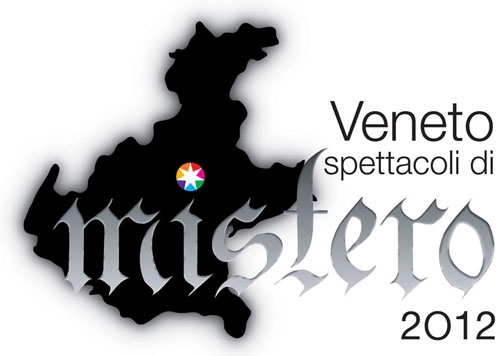 Veneto
spettacoli di
mistero
2012